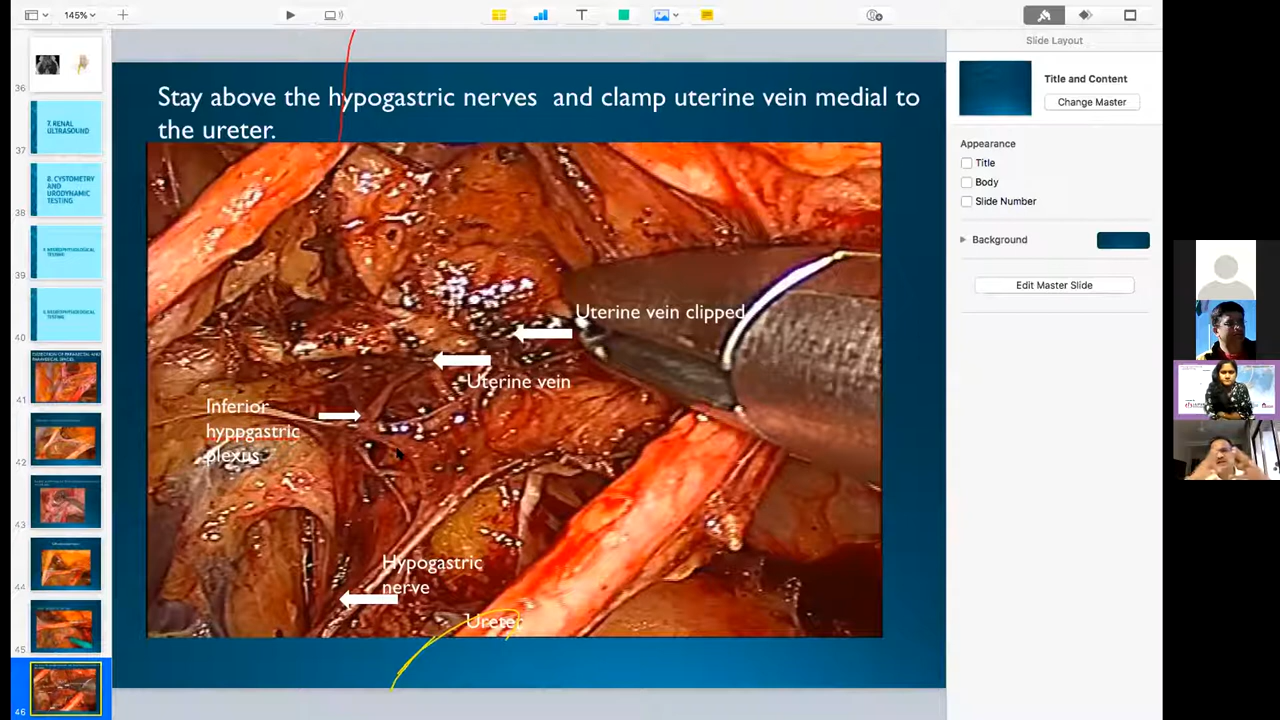 145%
Slide Layout
Title and Content
Change Master
Appearance
Title
Body
Slide Number
Background
Edit Master Slide
Stay above the hypogastric nerves and clamp uterine vein medial to
the ureter.
Uterine vein clipped
Uterine vein
Inferior
hyppgastric
plexus
Hypogastric
nerve
Ureter
36
7. RENAL
ULTRASOUND
37
8. CYSTOMETRY
AND
URODYNAMIC
TESTING
38
39
40
41
42
43
44
45
46